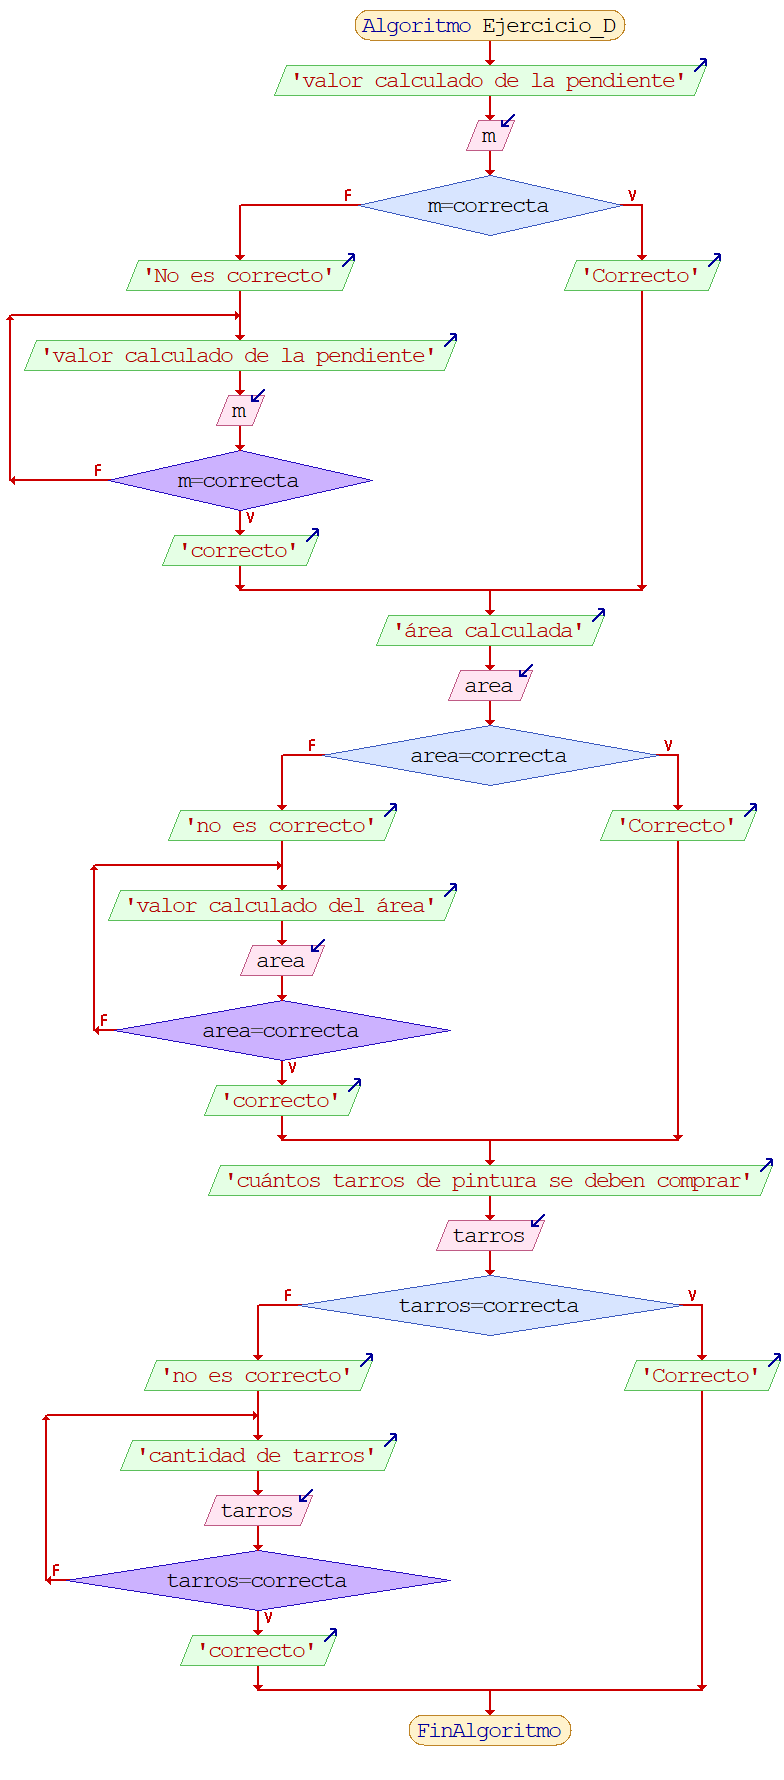 Algoritmo Ejercicio_D
'valor calculado de la pendiente'
m
m=correcta
F
V
'No es correcto'
'Correcto'
'valor calculado de la pendiente'
m
m=correcta
F
V
'correcto'
'área calculada'
area
area=correcta
F
V
'no es correcto'
'Correcto'
'valor calculado del área'
area
area=correcta
F
V
'correcto'
'cuántos tarros de pintura se deben comprar'
tarros
tarros=correcta
F
V
'no es correcto'
'Correcto'
'cantidad de tarros'
tarros
tarros=correcta
F
V
'correcto'
FinAlgoritmo